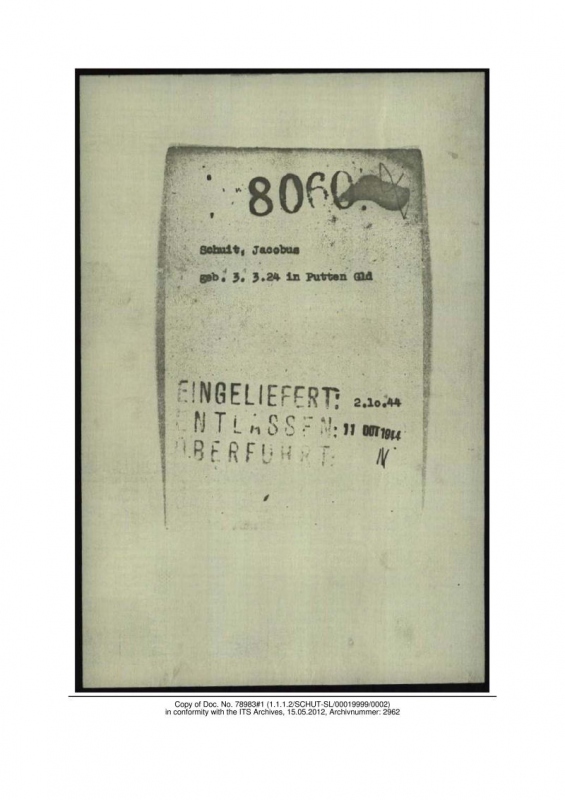 8060.
Schuit, Jacobus
geb. 3. 3.24 in Putten Gld
EINGELIEFERT: 2.10.44
ENTLASSEN: 11 OCT 1944
ÜBERFÜHRT: N
Copy of Doc. No. 78983#1 (1.1.1.2/SCHUT-SL/00019999/0002)
in conformity with the ITS Archives, 15.05.2012, Archivnummer: 2962